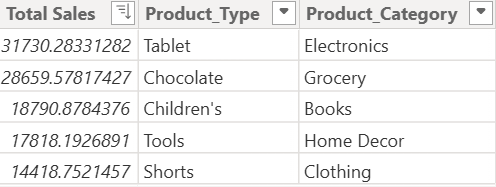 Total Sales Product_Type Product_Category
31730.28331282 Tablet Electronics
28659.57817427 Chocolate Grocery
18790.8784376 Children's Books
17818.1926891 Tools Home Decor
14418.7521457 Shorts Clothing